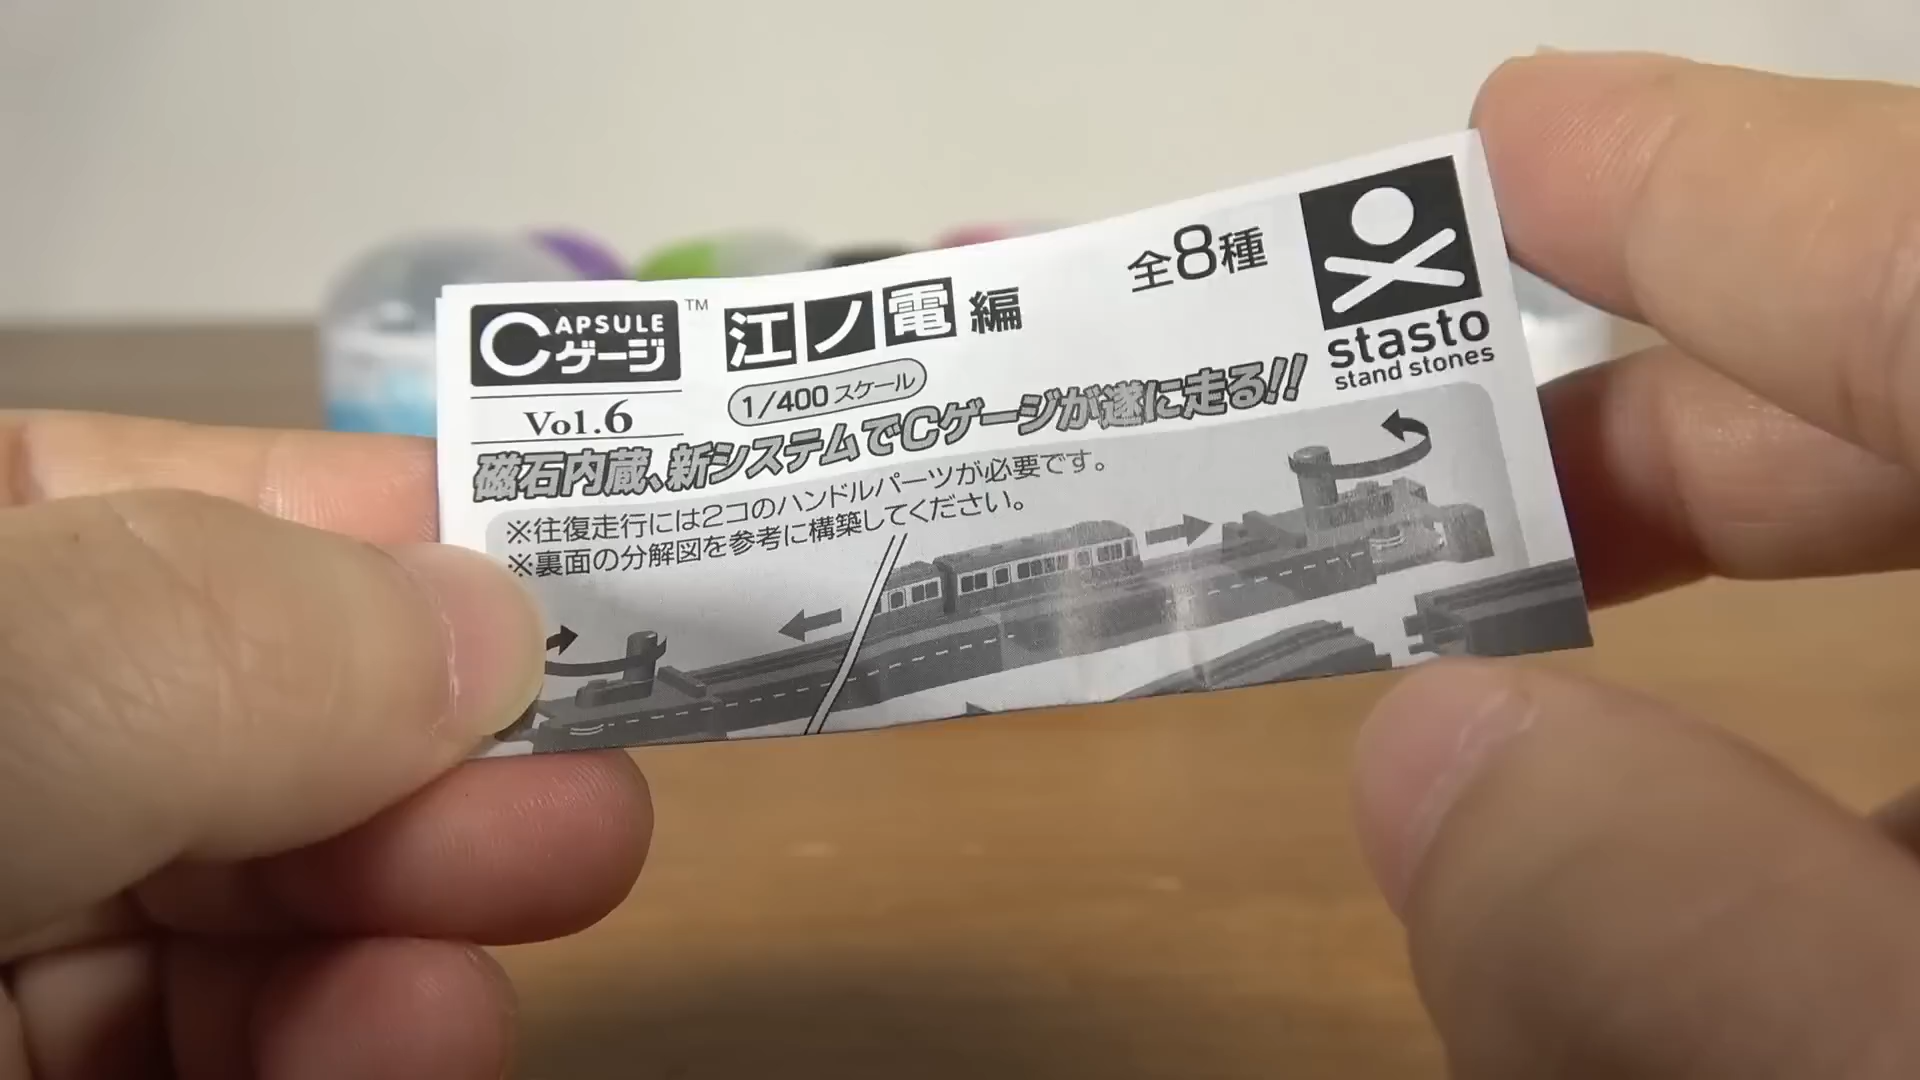 CAPSULE
ゲージ
TM
Vol.6
江ノ電編
全8種
1/400 スケール
stasto
stand stones
磁石内蔵、新システムでCゲージが遂に走る!!
※往復走行には2コのハンドルパーツが必要です。
※裏面の分解図を参考に構築してください。